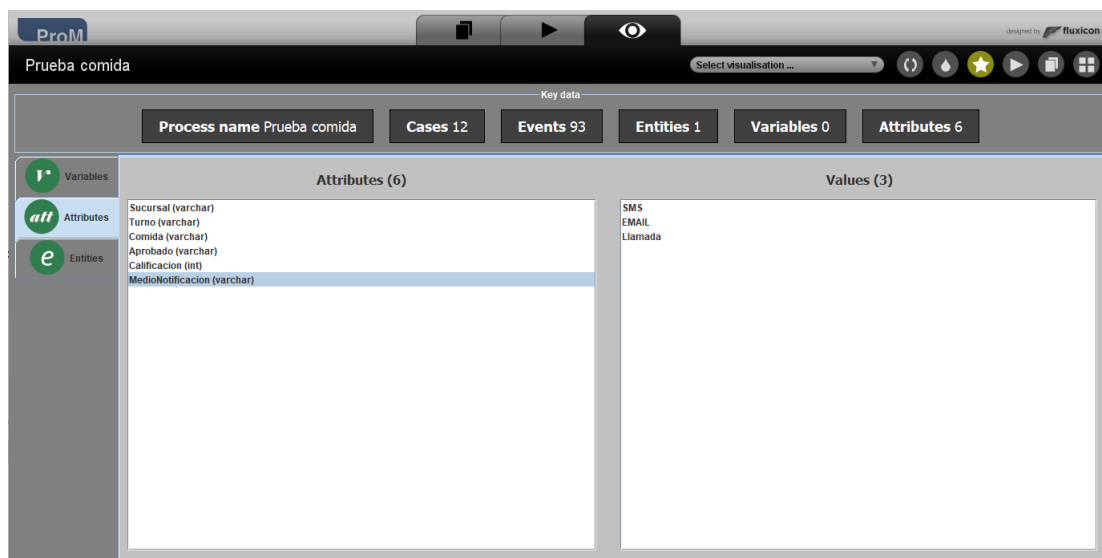 ProM
designed by fluxicon
Prueba comida
Select visualisation ...
Key data
Process name Prueba comida
Cases 12
Events 93
Entities 1
Variables 0
Attributes 6
Variables
Attributes
Entities
Attributes (6)
Sucursal (varchar)
Turno (varchar)
Comida (varchar)
Aprobado (varchar)
Calificacion (int)
MedioNotificacion (varchar)
Values (3)
SMS
EMAIL
Llamada
v
att
e